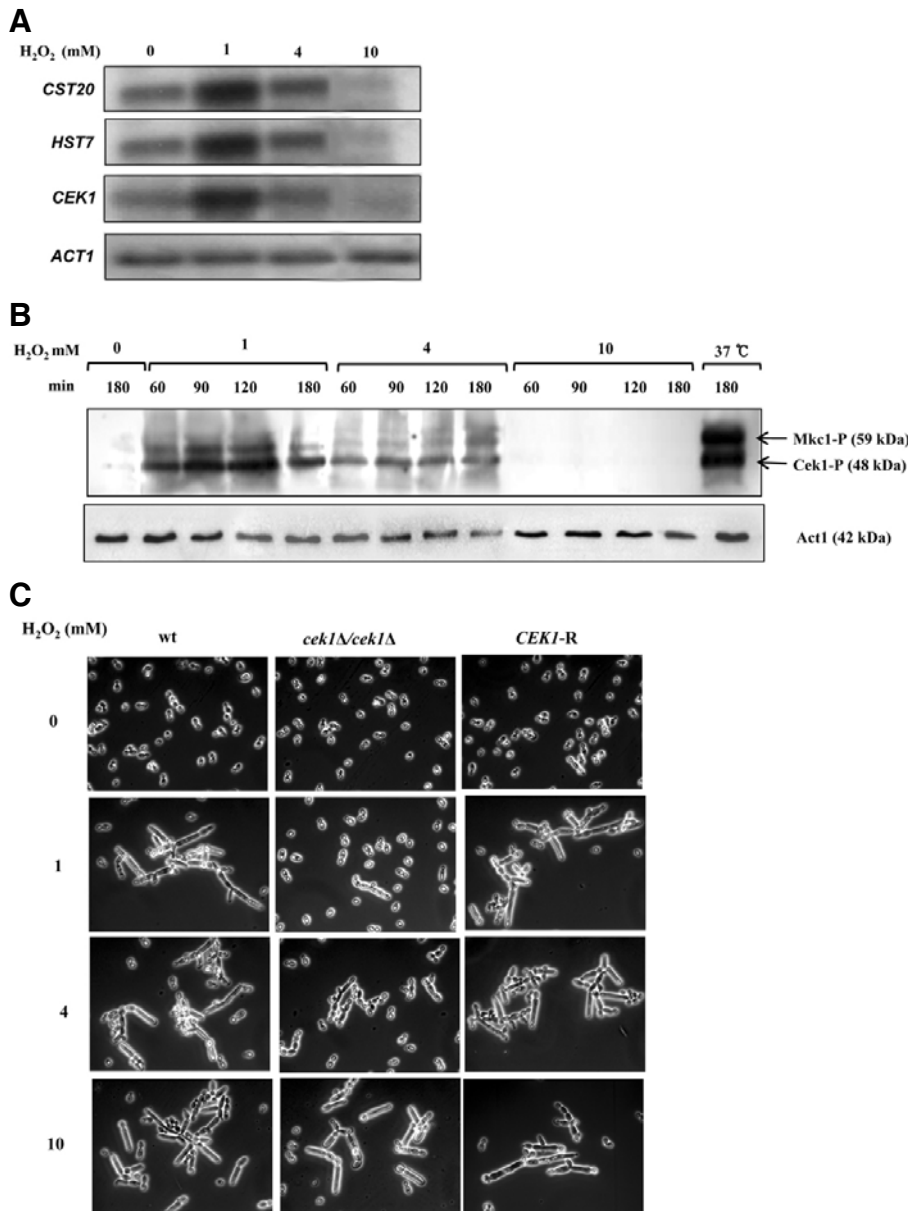 A
H₂O₂ (mM) 0 1 4 10
CST20
HST7
CEK1
ACT1
B
H₂O₂ mM 0 1 4 10 37 ℃
min 180 60 90 120 180 60 90 120 180 60 90 120 180 180
Mkc1-P (59 kDa)
Cek1-P (48 kDa)
Act1 (42 kDa)
C
H₂O₂ (mM) wt cek1Δ/cek1Δ CEK1-R
0
1
4
10